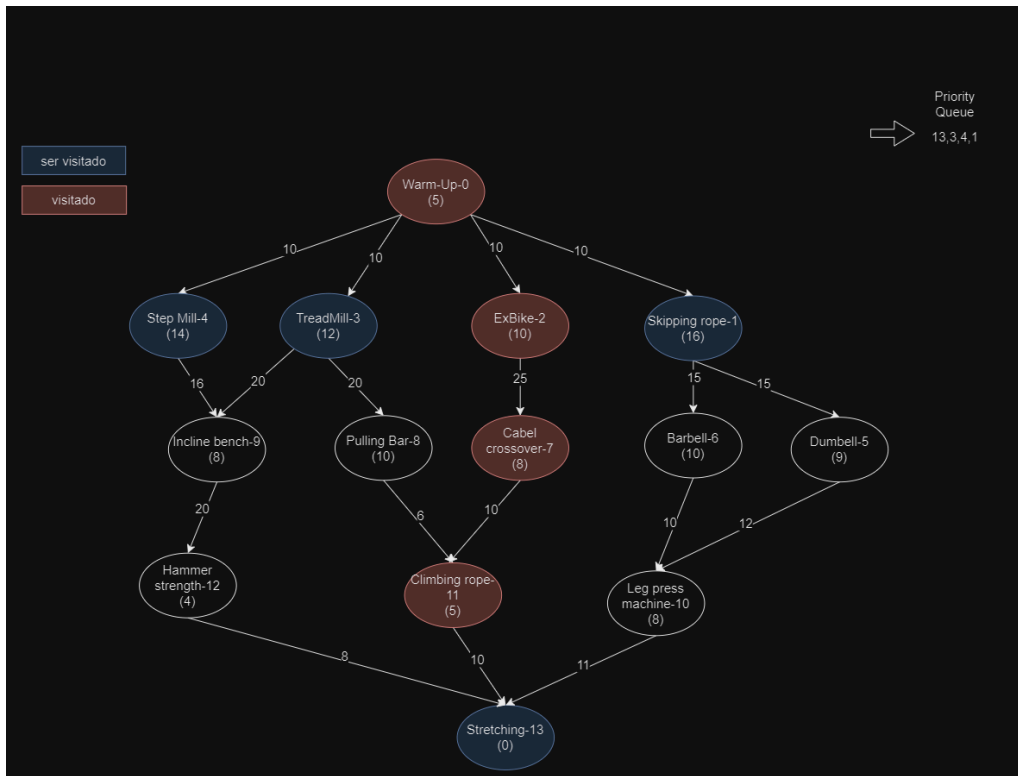 Priority
Queue
13,3,4,1
ser visitado
visitado
Warm-Up-0
(5)
10
10
10
10
Step Mill-4
(14)
TreadMill-3
(12)
ExBike-2
(10)
Skipping rope-1
(16)
16
20
20
25
15
15
Incline bench-9
(8)
Pulling Bar-8
(10)
Cabel
crossover-7
(8)
Barbell-6
(10)
Dumbell-5
(9)
20
6
10
10
12
Hammer
strength-12
(4)
Climbing rope-
11
(5)
Leg press
machine-10
(8)
8
10
11
Stretching-13
(0)